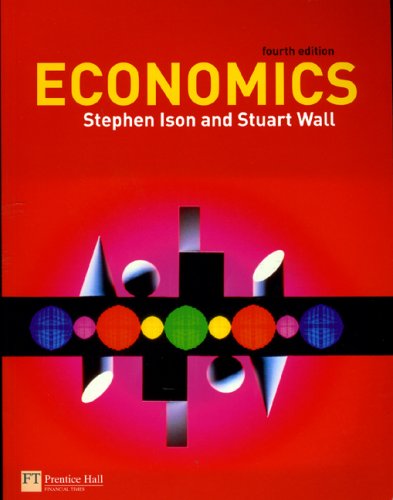 fourth edition
ECONOMICS
Stephen Ison and Stuart Wall
FT Prentice Hall
FINANCIAL TIMES